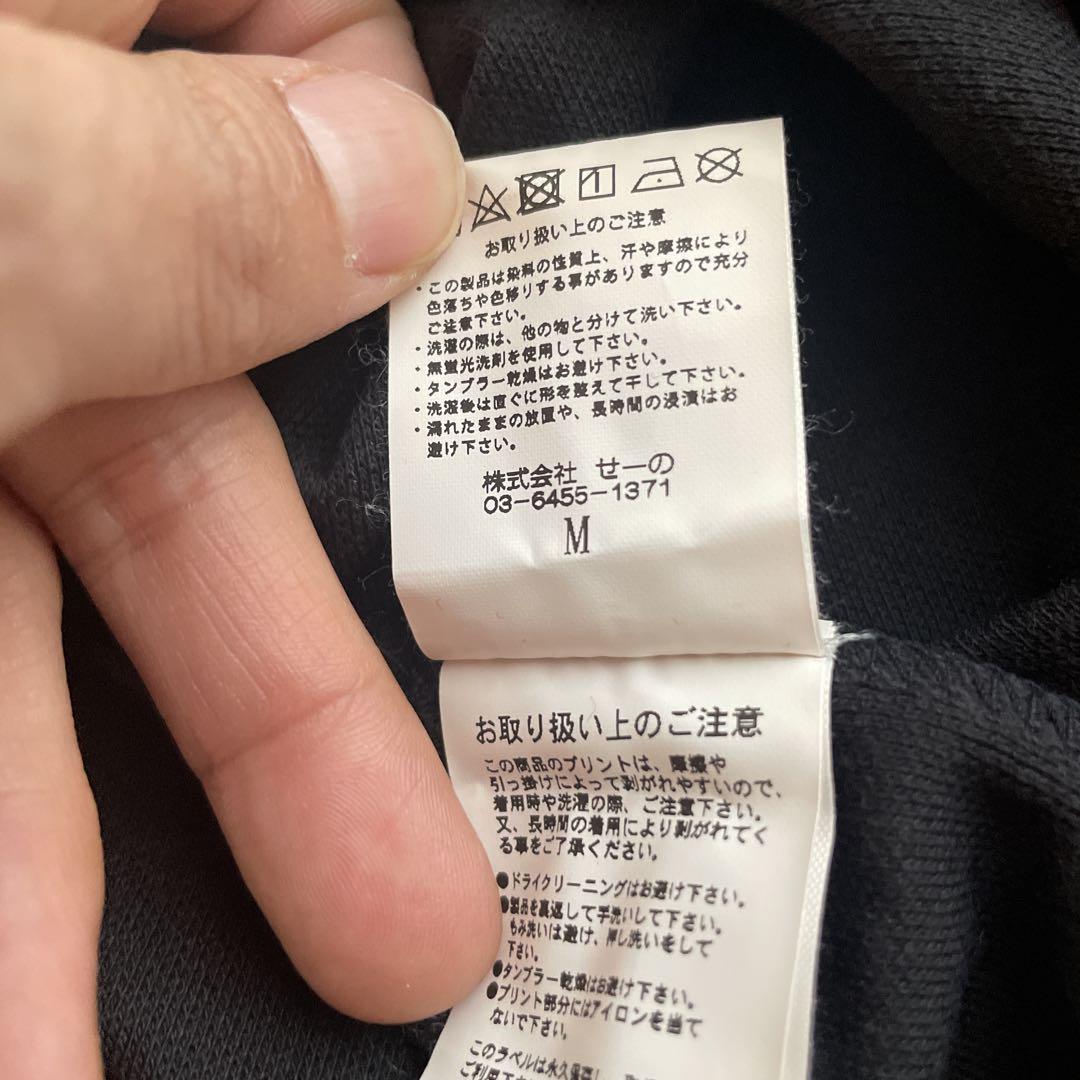 お取り扱い上のご注意
・この製品は染料の性質上、汗や摩擦により
色落ちや色移りする事がありますので充分
ご注意下さい。
・洗濯の際は、他の物と分けて洗い下さい。
・無蛍光洗剤を使用して下さい。
・タンブラー乾燥はお避け下さい。
・洗濯後は直ぐに形を整えて干して下さい。
・濡れたままの放置や、長時間の浸漬はお
避け下さい。
株式会社 せーの
03-6455-1371
M
お取り扱い上のご注意
この商品のプリントは、摩擦や
引っ掛けによって剥がれやすいので、
着用時や洗濯の際、ご注意下さい。
又、長時間の着用により剥がれてく
る事をご了承ください。
●ドライクリーニングはお避け下さい。
●製品を裏返して手洗いして下さい。
もみ洗いは避け、押し洗いをして
下さい。
●タンブラー乾燥はお避け下さい。
●プリント部分にはアイロンを当て
ないで下さい。
このラベルは永久